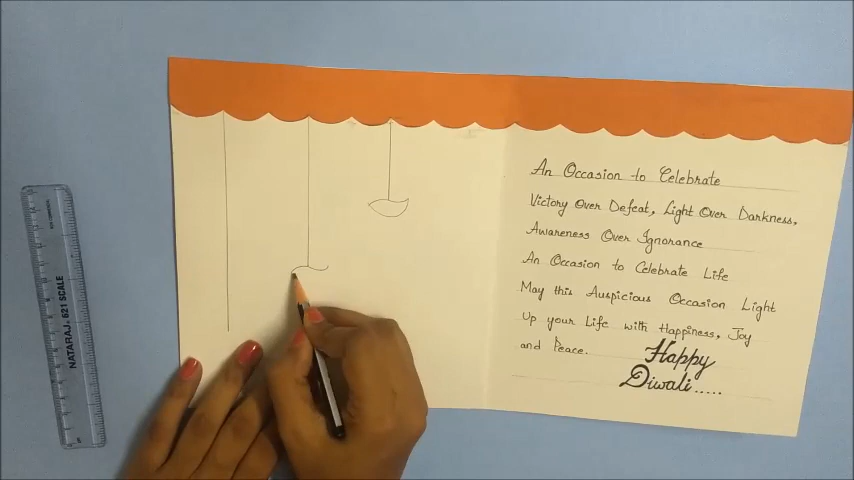 An Occasion to Celebrate
Victory Over Defeat, Light Over Darkness,
Awareness Over Ignorance
An Occasion to Celebrate Life
May this Auspicious Occasion Light
Up your Life with Happiness, Joy
and Peace.
Happy
Diwali.....
NATARAJ 621 SCALE